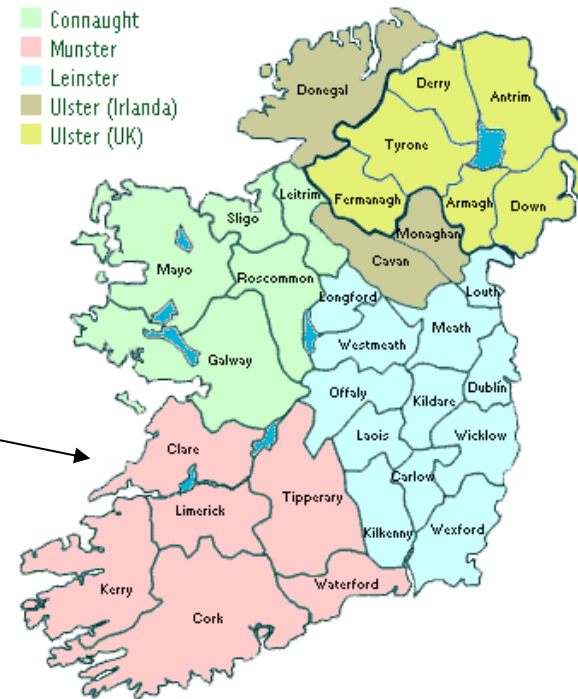 Connaught
Munster
Leinster
Ulster (Irlanda)
Ulster (UK)
Donegal
Derry
Antrim
Tyrone
Fermanagh
Armagh
Down
Monaghan
Cavan
Leitrim
Sligo
Mayo
Roscommon
Longford
Louth
Meath
Westmeath
Galway
Offaly
Kildare
Dublín
Laois
Wicklow
Clare
Carlow
Tipperary
Limerick
Kilkenny
Wexford
Waterford
Kerry
Cork